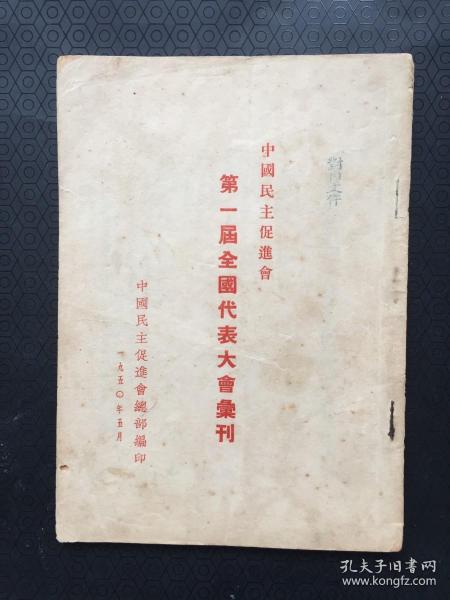 中國民主促進會
第一屆全國代表大會彙刊
中國民主促進會總部編印
一九五〇年五月
孔夫子旧书网
www.kongfz.com